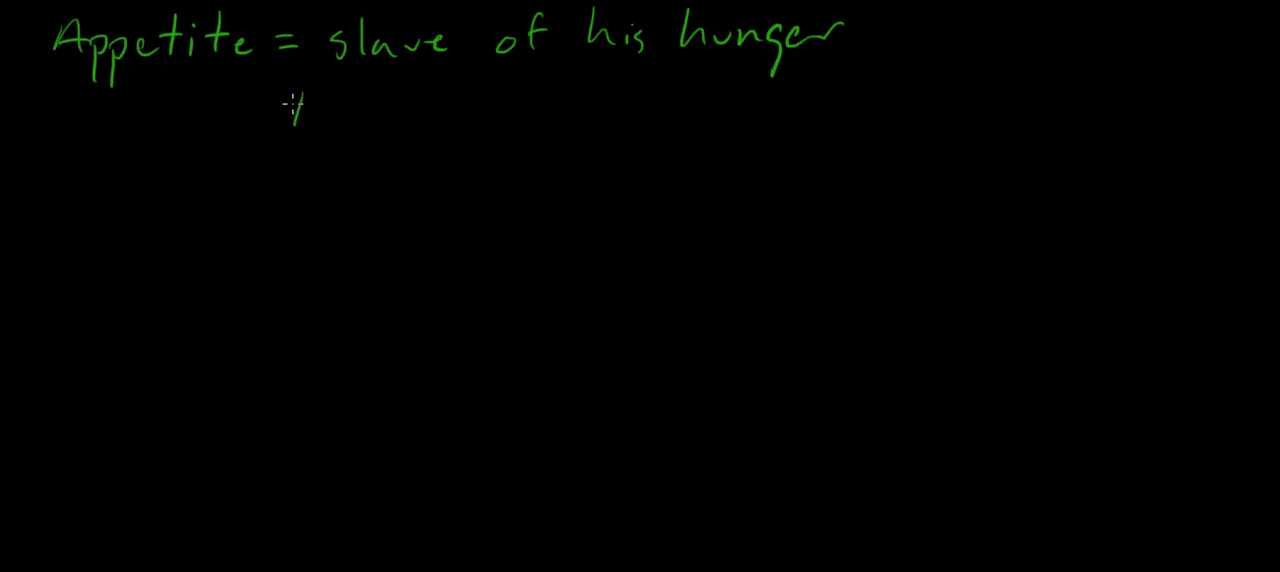 Appetite = slave of his hunger